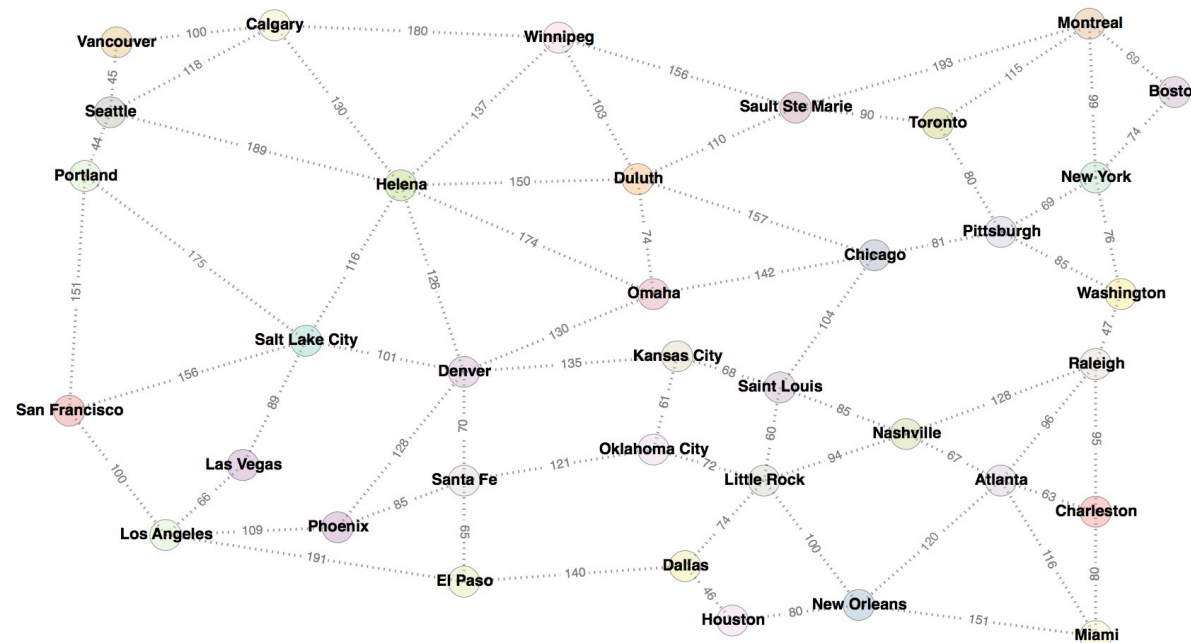 Montreal
Calgary
Vancouver
100
180
Winnipeg
118
45
156
193
115
69
Boston
Seattle
130
137
103
Sault Ste Marie
90
Toronto
99
74
44
189
110
Portland
Helena
150
Duluth
80
69
New York
157
174
74
Pittsburgh
76
175
116
126
Chicago
81
85
142
Omaha
Washington
151
104
47
Salt Lake City
101
130
Kansas City
Raleigh
156
Denver
135
68
Saint Louis
89
61
85
128
San Francisco
70
60
Nashville
96
95
128
Oklahoma City
94
67
100
Las Vegas
121
72
Santa Fe
Little Rock
Atlanta
66
85
63
Charleston
109
Phoenix
65
74
100
120
Los Angeles
191
116
80
Dallas
El Paso
140
46
80
New Orleans
151
Houston
Miami